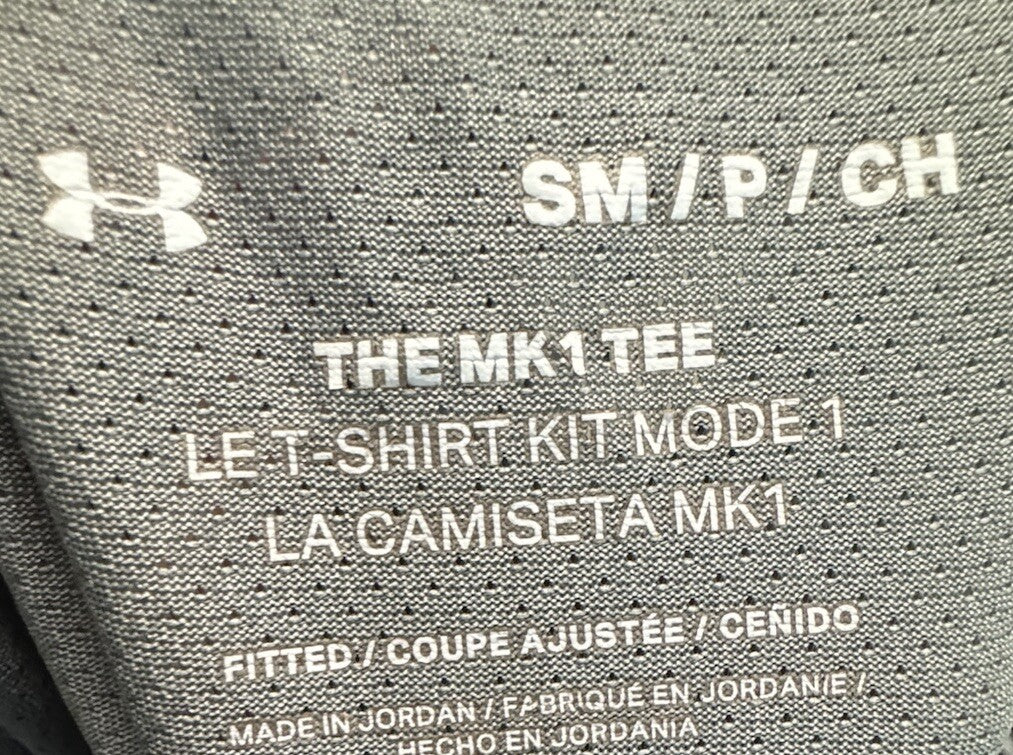 SM / P / CH
THE MK1 TEE
LE T-SHIRT KIT MODE 1
LA CAMISETA MK1
FITTED / COUPE AJUSTÉE / CEÑIDO
MADE IN JORDAN / FABRIQUÉ EN JORDANIE /
HECHO EN JORDANIA